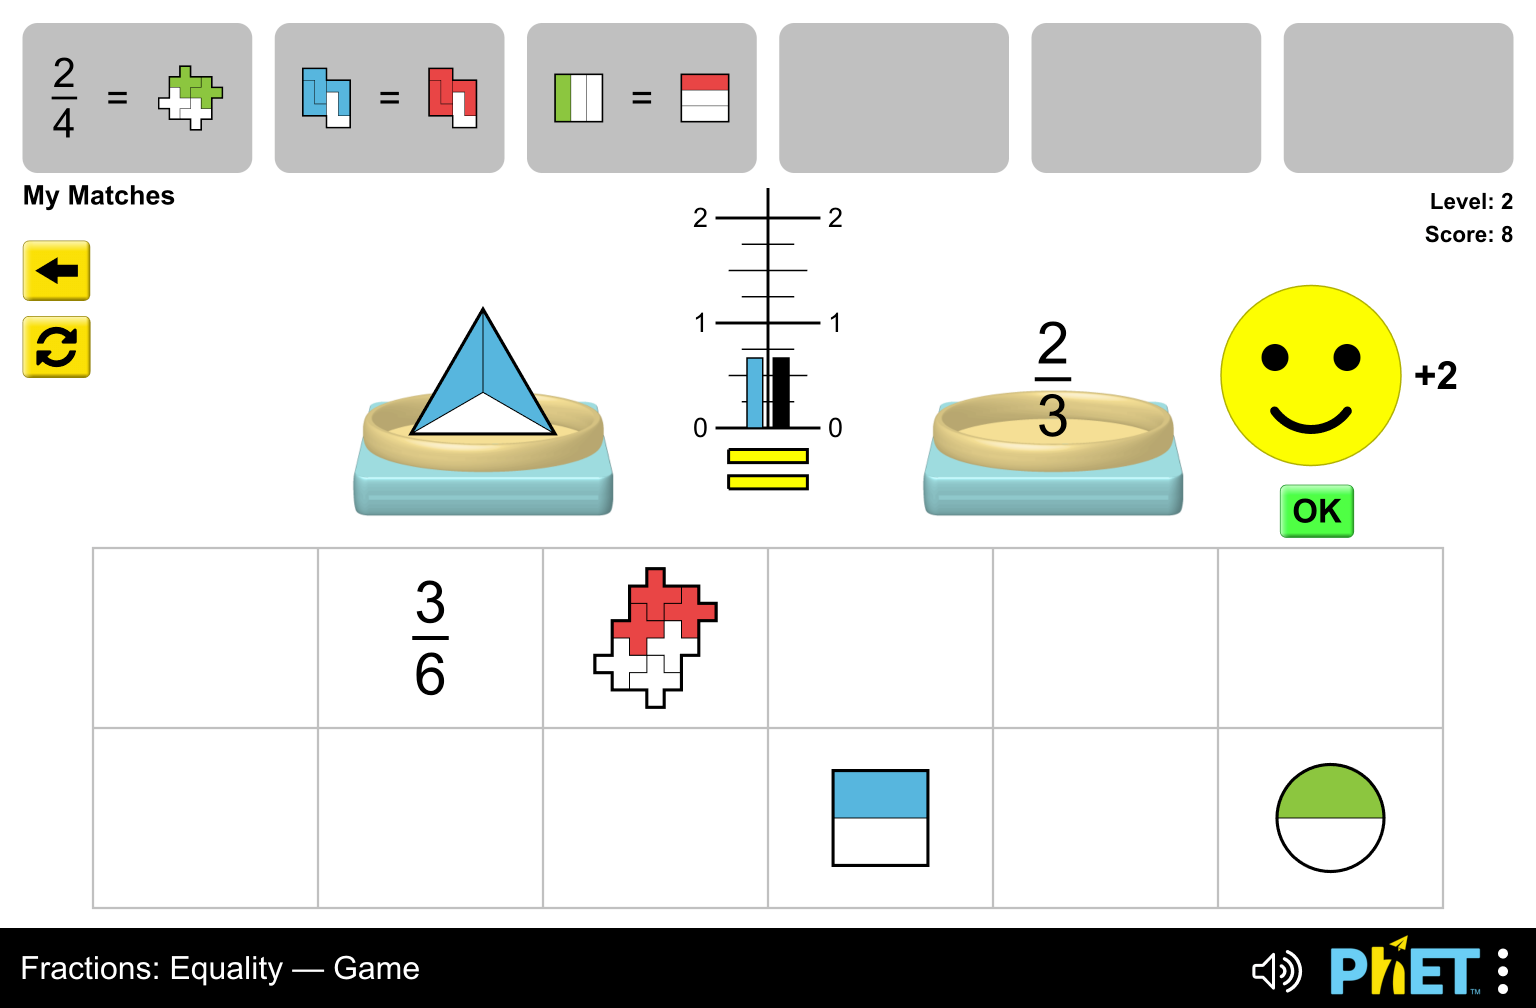 2
4
=
=
=
My Matches
Level: 2
Score: 8
2 2
1 1
0 0
2
3
+2
OK
3
6
Fractions: Equality — Game
PhET™